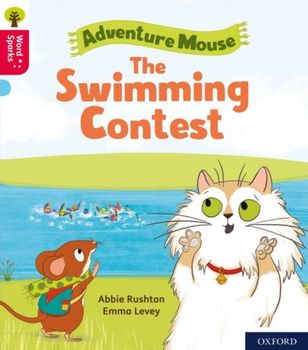 Word
Sparks
Adventure Mouse
The
Swimming
Contest
Abbie Rushton
Emma Levey
OXFORD